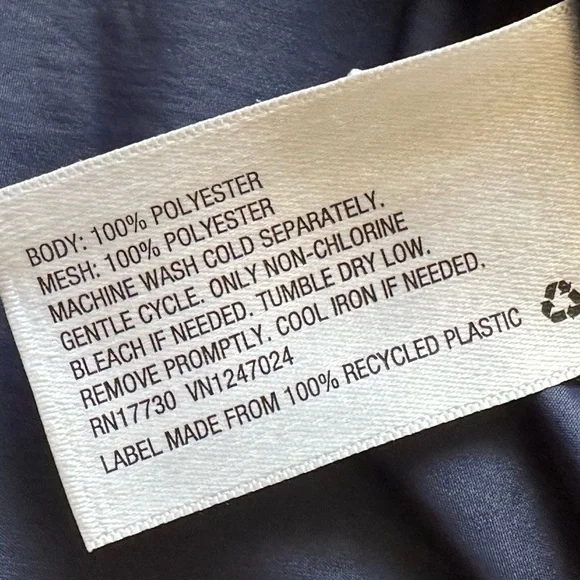 BODY: 100% POLYESTER
MESH: 100% POLYESTER
MACHINE WASH COLD SEPARATELY.
GENTLE CYCLE. ONLY NON-CHLORINE
BLEACH IF NEEDED. TUMBLE DRY LOW.
REMOVE PROMPTLY. COOL IRON IF NEEDED.
RN17730 VN1247024
LABEL MADE FROM 100% RECYCLED PLASTIC